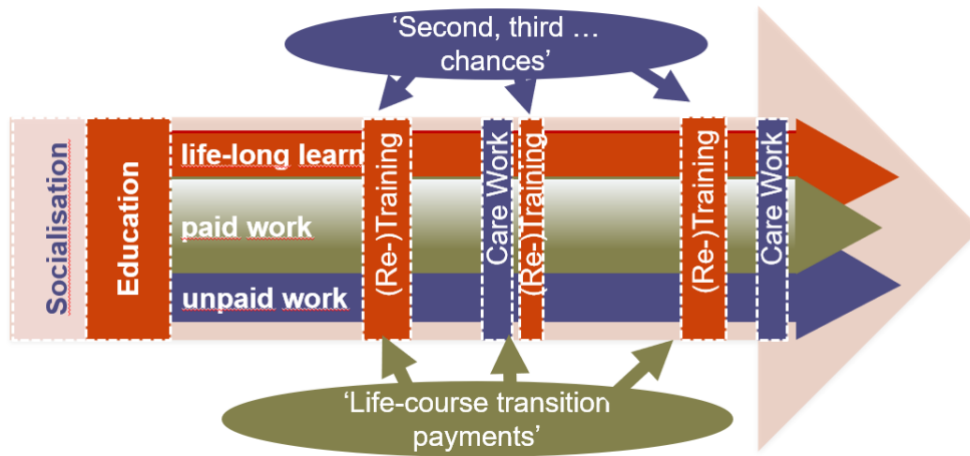 ‘Second, third …
chances’
Socialisation
Education
life-long learn
paid work
unpaid work
(Re-)Training
Care Work
(Re-)Training
(Re-)Training
Care Work
‘Life-course transition
payments’